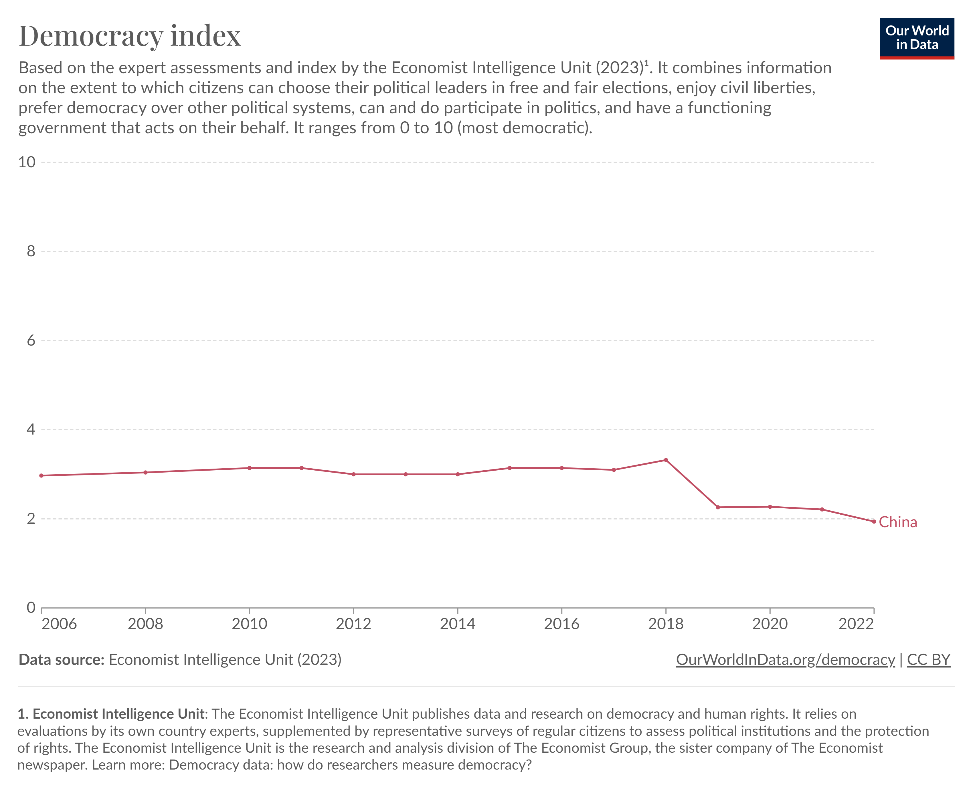 Democracy index
Our World
in Data
Based on the expert assessments and index by the Economist Intelligence Unit (2023)¹. It combines information
on the extent to which citizens can choose their political leaders in free and fair elections, enjoy civil liberties,
prefer democracy over other political systems, can and do participate in politics, and have a functioning
government that acts on their behalf. It ranges from 0 to 10 (most democratic).
10
8
6
4
2
China
0
2006 2008 2010 2012 2014 2016 2018 2020 2022
Data source: Economist Intelligence Unit (2023)
OurWorldInData.org/democracy | CC BY
1. Economist Intelligence Unit: The Economist Intelligence Unit publishes data and research on democracy and human rights. It relies on
evaluations by its own country experts, supplemented by representative surveys of regular citizens to assess political institutions and the protection
of rights. The Economist Intelligence Unit is the research and analysis division of The Economist Group, the sister company of The Economist
newspaper. Learn more: Democracy data: how do researchers measure democracy?